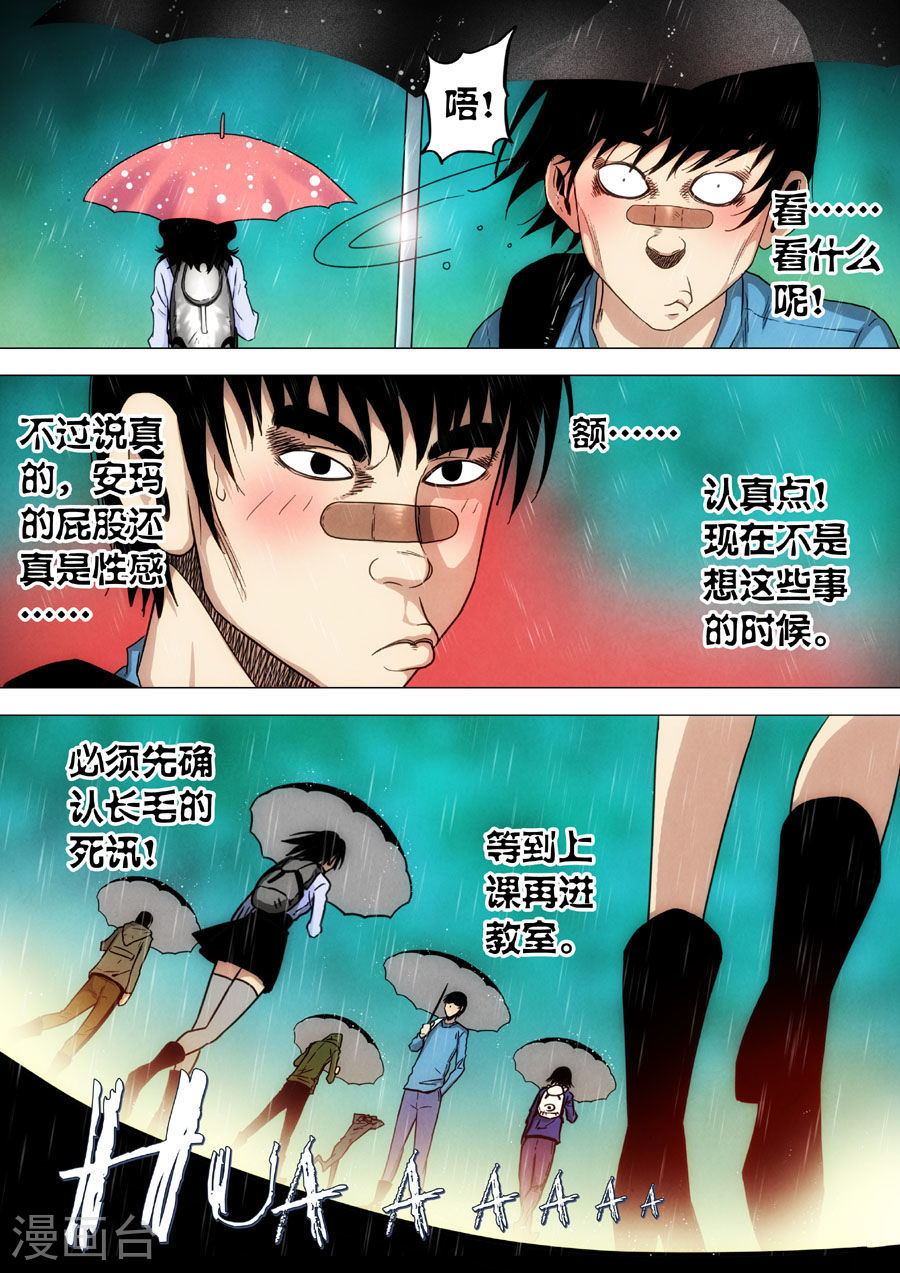 唔！
看……
看什么
呢！
不过说真
的，安玛
的屁股还
真是性感
……
额……
认真点！
现在不是
想这些事
的时候。
必须先确
认长毛的
死讯！
等到上
课再进
教室。
HUAAAAAA
漫画台